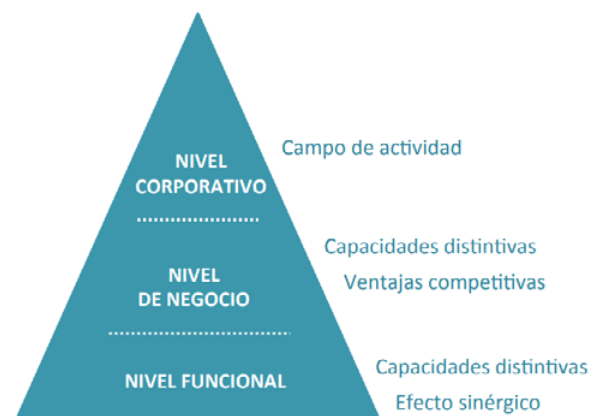 Campo de actividad
NIVEL
CORPORATIVO
Capacidades distintivas
Ventajas competitivas
NIVEL
DE NEGOCIO
Capacidades distintivas
Efecto sinérgico
NIVEL FUNCIONAL